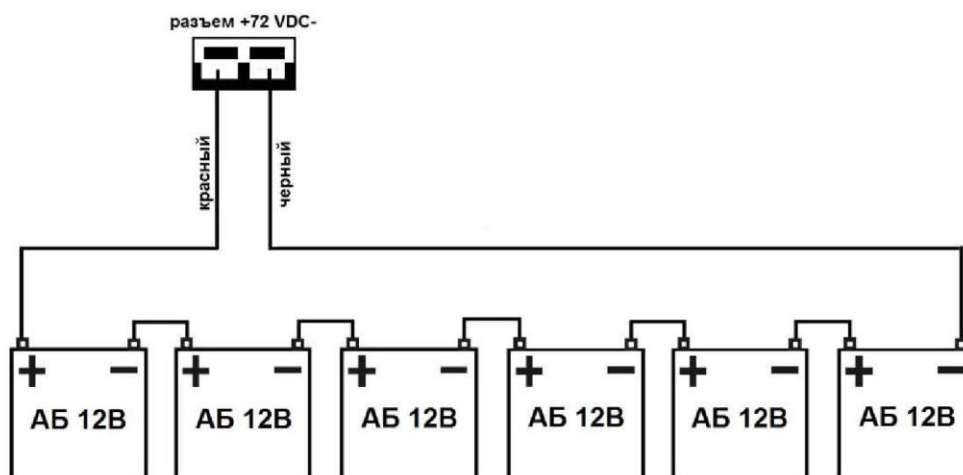 разъем +72 VDC-
красный
черный
+ − + − + − + − + − + −
АБ 12В АБ 12В АБ 12В АБ 12В АБ 12В АБ 12В